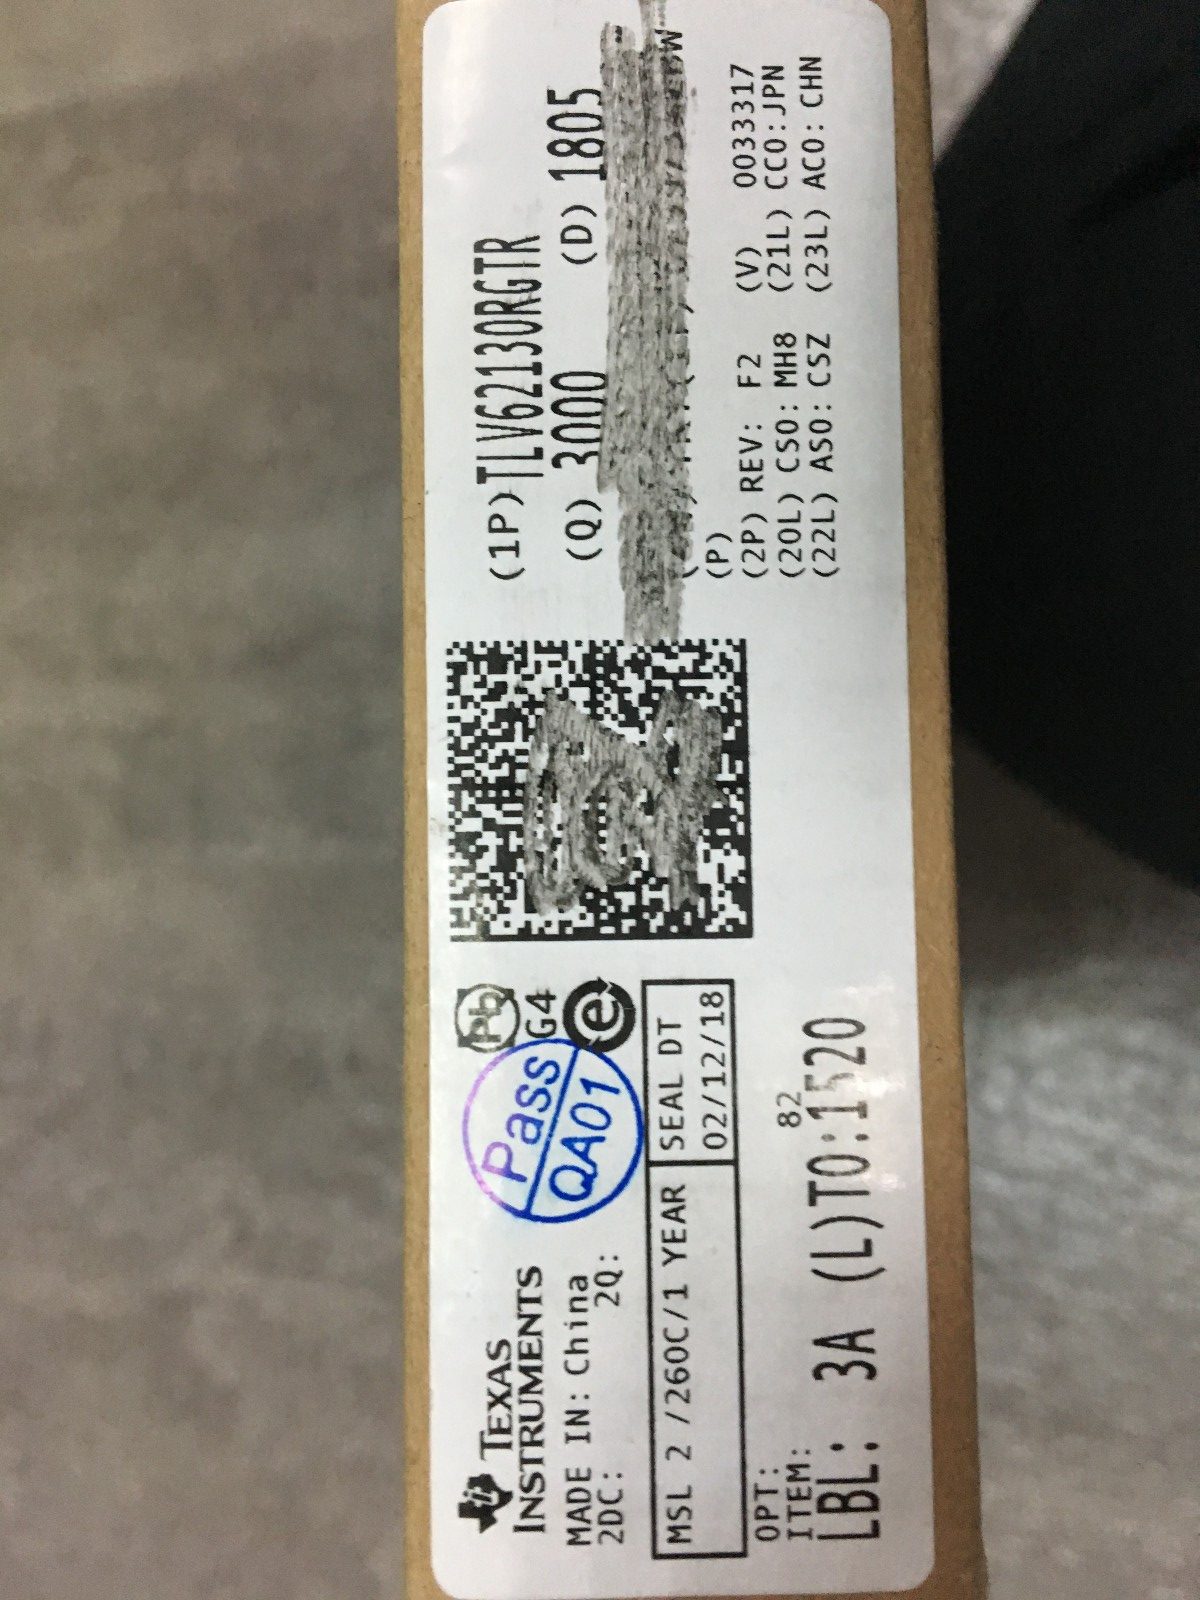 TEXAS
INSTRUMENTS
MADE IN: China
2DC: 2Q:
MSL 2 /260C/1 YEAR
SEAL DT
02/12/18
OPT:
ITEM: 82
LBL: 3A (L)T0:1520
Pb
G4
e
Pass
QA01
(1P)TLV62130RGTR
(Q) 3000 (D) 1805
(P)
(2P) REV: F2 (V) 0033317
(20L) CSO: MH8 (21L) CCO:JPN
(22L) ASO: CSZ (23L) ACO: CHN